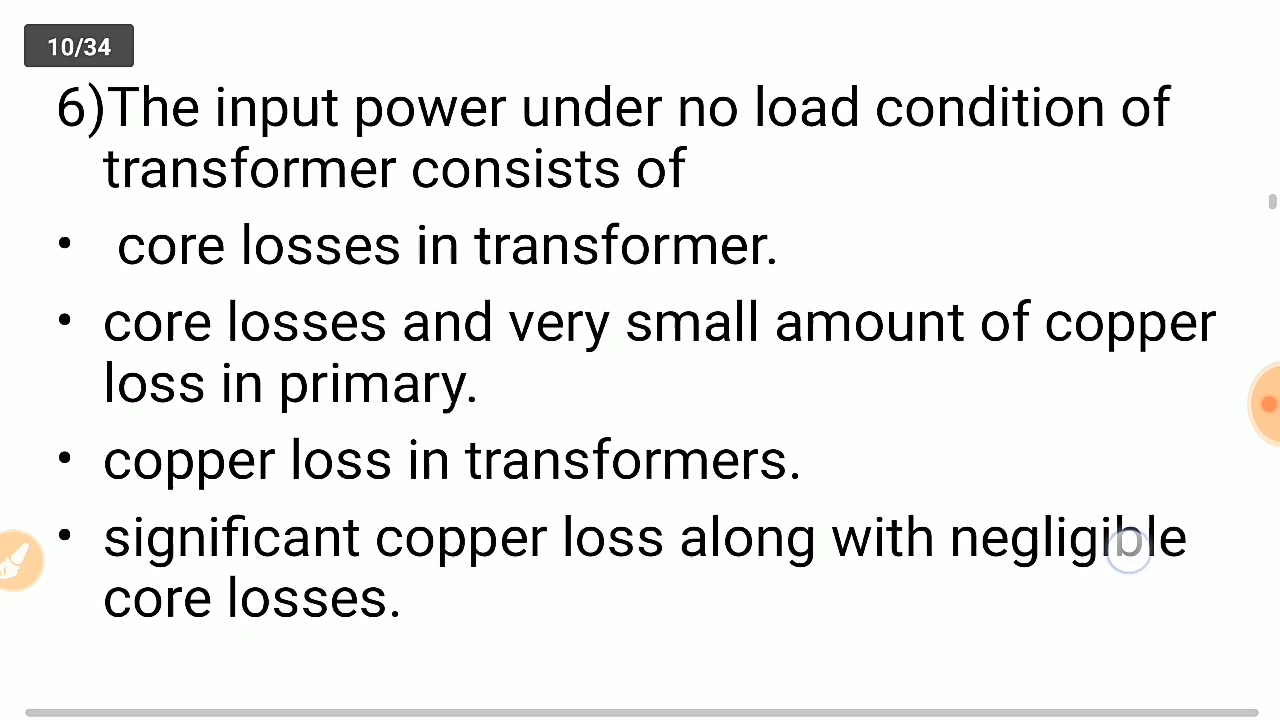 10/34
6)The input power under no load condition of
transformer consists of
• core losses in transformer.
• core losses and very small amount of copper
loss in primary.
• copper loss in transformers.
• significant copper loss along with negligible
core losses.